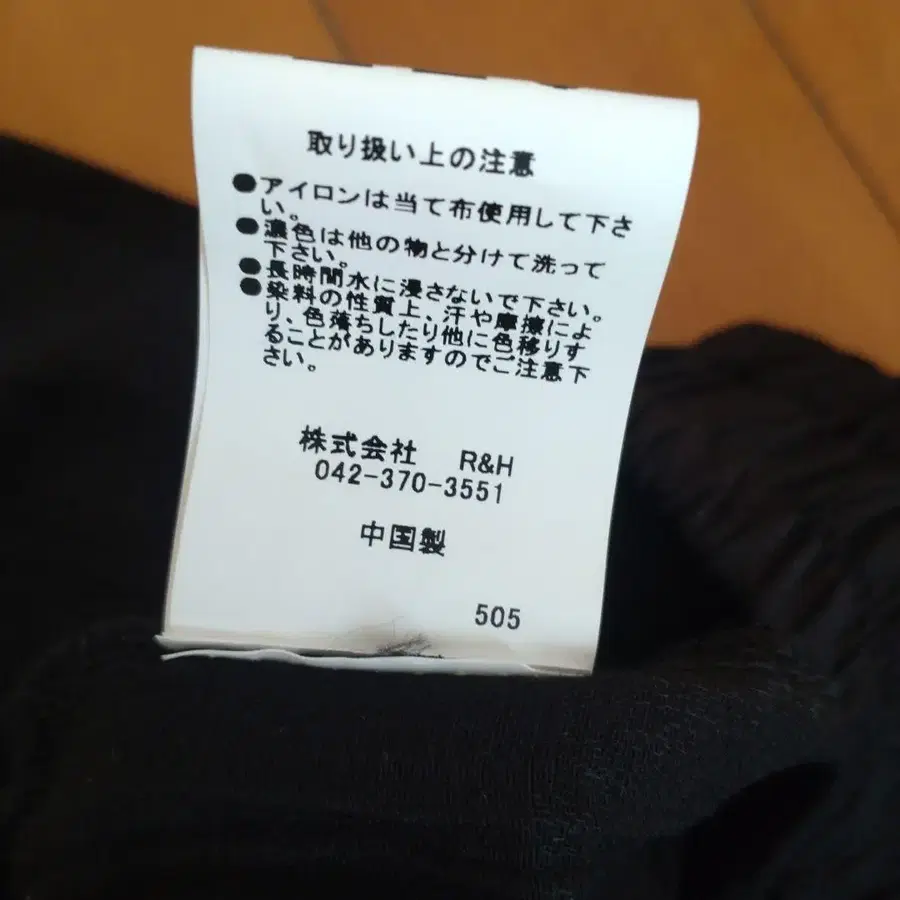 取り扱い上の注意
●アイロンは当て布使用して下さ
い。
●濃色は他の物と分けて洗って
下さい。
●長時間水に浸さないで下さい。
●染料の性質上、汗や摩擦によ
り、色落ちしたり他に色移りす
ることがありますのでご注意下
さい。
株式会社 R&H
042-370-3551
中国製
505